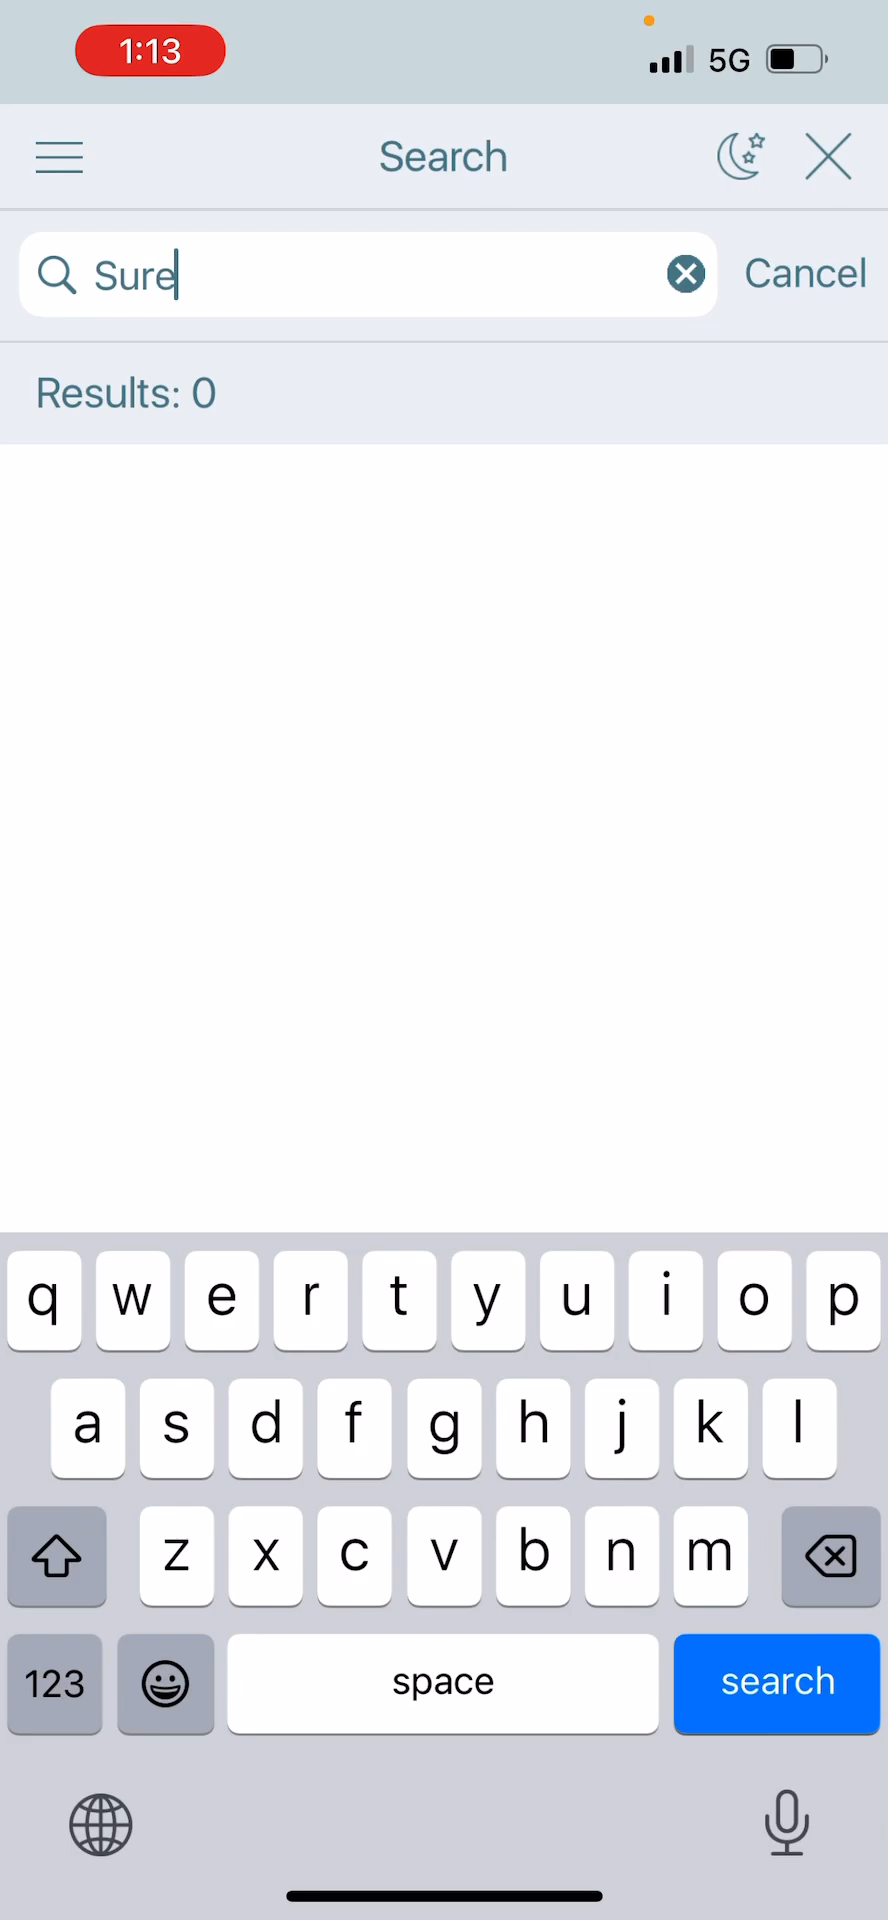 1:13
5G
Search
Sure
Cancel
Results: 0
q w e r t y u i o p
a s d f g h j k l
z x c v b n m
123 space search